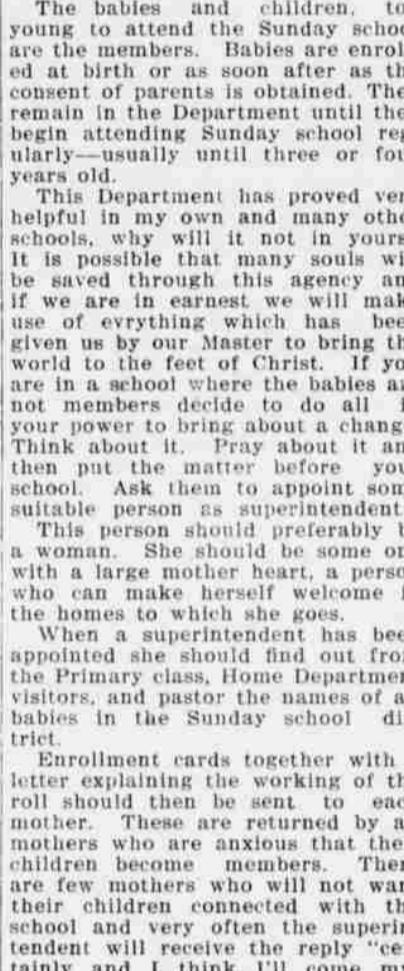 The babies and children, to
young to attend the Sunday schoo
are the members. Babies are enrol
ed at birth or as soon after as th
consent of parents is obtained. The
remain in the Department until the
begin attending Sunday school reg
ularly—usually until three or fou
years old.
This Department has proved ver
helpful in my own and many othe
schools, why will it not in yours
It is possible that many souls wi
be saved through this agency an
if we are in earnest we will mak
use of evrything which has bee
given us by our Master to bring th
world to the feet of Christ. If yo
are in a school where the babies a
not members decide to do all i
your power to bring about a chang
Think about it. Pray about it an
then put the matter before you
school. Ask them to appoint som
suitable person as superintendent
This person should preferably b
a woman. She should be some on
with a large mother heart, a perso
who can make herself welcome i
the homes to which she goes.
When a superintendent has bee
appointed she should find out fro
the Primary class, Home Departmen
visitors, and pastor the names of a
babies in the Sunday school di
trict.
Enrollment cards together with
letter explaining the working of th
roll should then be sent to eac
mother. These are returned by a
mothers who are anxious that the
children become members. Ther
are few mothers who will not wan
their children connected with th
school and very often the superin
tendent will receive the reply "ce
tainly and I think I'll come my